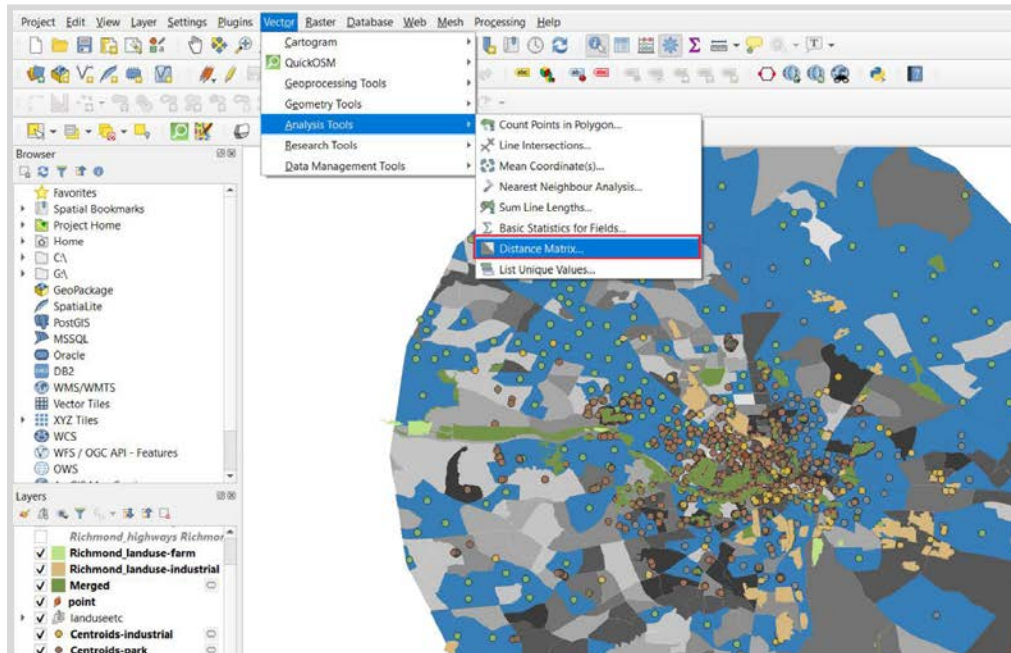 Project Edit View Layer Settings Plugins Vector Raster Database Web Mesh Processing Help
Cartogram
QuickOSM
Geoprocessing Tools
Geometry Tools
Analysis Tools
Research Tools
Data Management Tools
Count Points in Polygon...
Line Intersections...
Mean Coordinate(s)...
Nearest Neighbour Analysis...
Sum Line Lengths...
Basic Statistics for Fields...
Distance Matrix...
List Unique Values...
Browser
Favorites
Spatial Bookmarks
Project Home
Home
C:\
G:\
GeoPackage
SpatiaLite
PostGIS
MSSQL
Oracle
DB2
WMS/WMTS
Vector Tiles
XYZ Tiles
WCS
WFS / OGC API - Features
OWS
Layers
Richmond_highways Richmor
Richmond_landuse-farm
Richmond_landuse-industrial
Merged
point
landuseetc
Centroids-industrial
Centroids-park